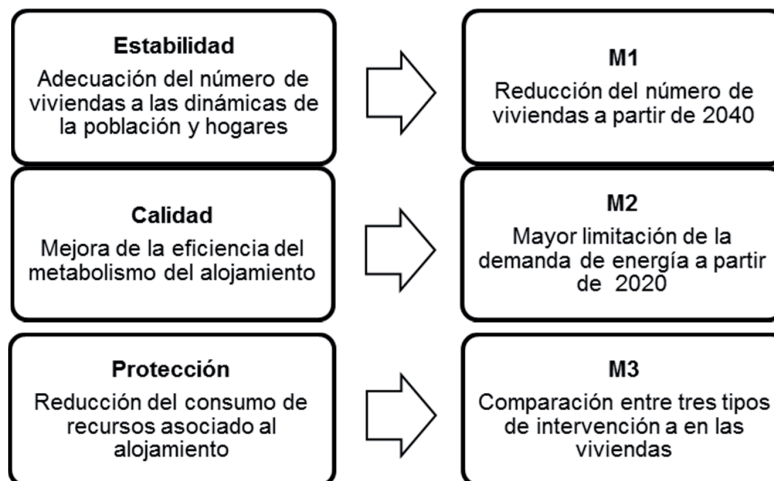 Estabilidad
Adecuación del número de
viviendas a las dinámicas de
la población y hogares
M1
Reducción del número de
viviendas a partir de 2040
Calidad
Mejora de la eficiencia del
metabolismo del alojamiento
M2
Mayor limitación de la
demanda de energía a partir
de 2020
Protección
Reducción del consumo de
recursos asociado al
alojamiento
M3
Comparación entre tres tipos
de intervención a en las
viviendas